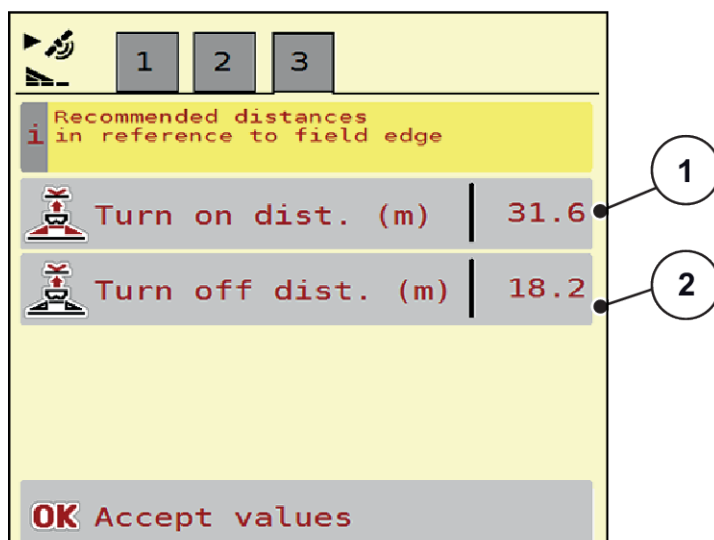 1 2 3
i Recommended distances
in reference to field edge
Turn on dist. (m) 31.6
1
Turn off dist. (m) 18.2
2
OK Accept values